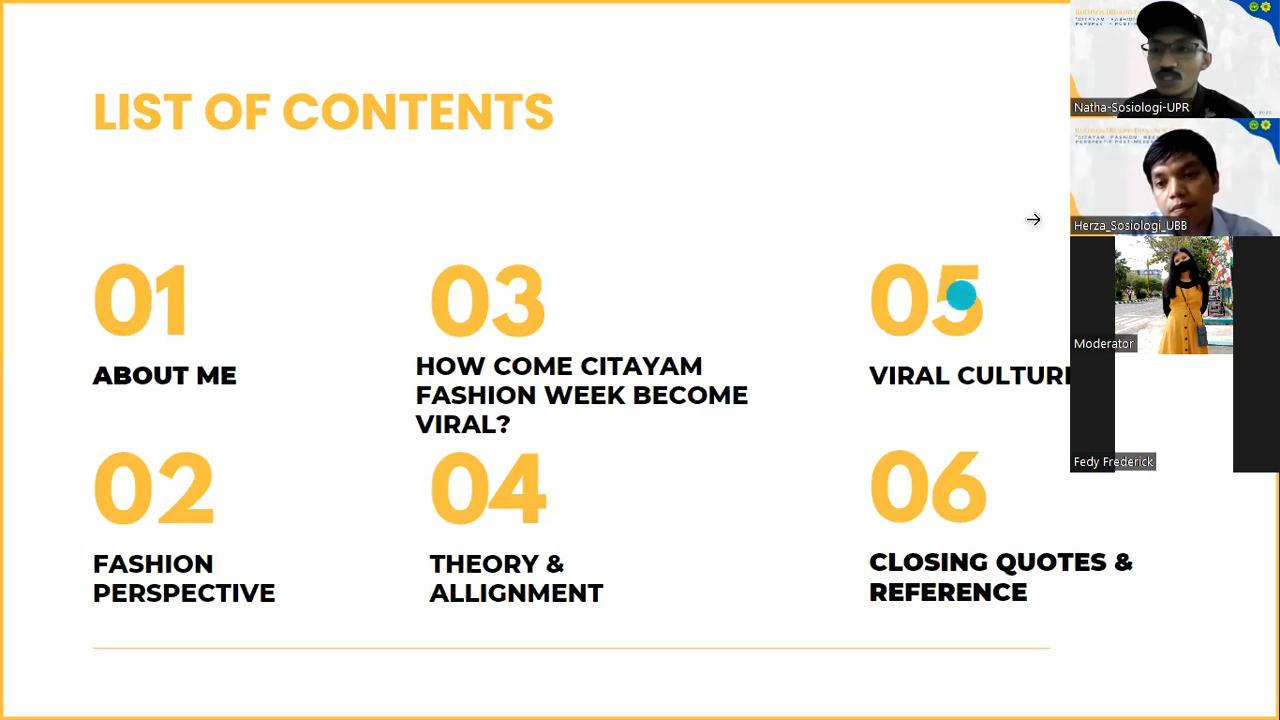 LIST OF CONTENTS
01
ABOUT ME
02
FASHION
PERSPECTIVE
03
HOW COME CITAYAM
FASHION WEEK BECOME
VIRAL?
04
THEORY &
ALLIGNMENT
05
VIRAL CULTUR
06
CLOSING QUOTES &
REFERENCE
Natha-Sosiologi-UPR
Herza_Sosiologi_UBB
Moderator
Fedy Frederick